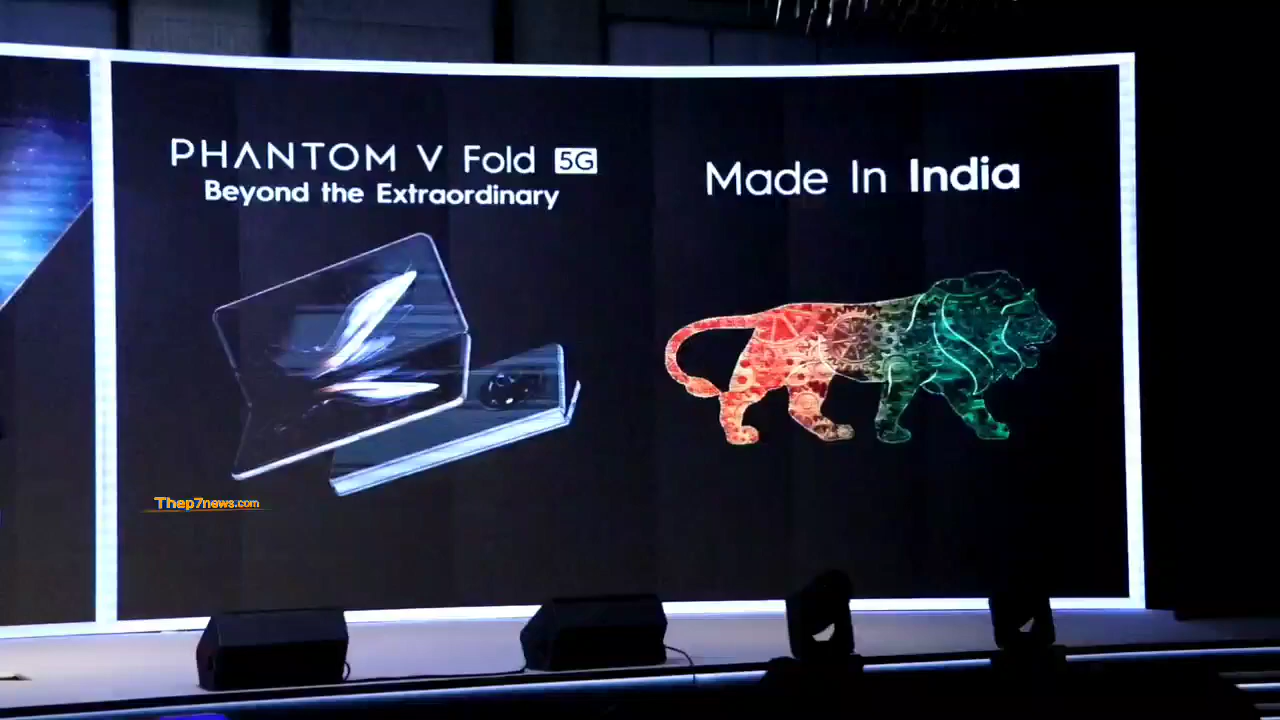 PHANTOM V Fold 5G
Beyond the Extraordinary
Made In India
Thep7news.com